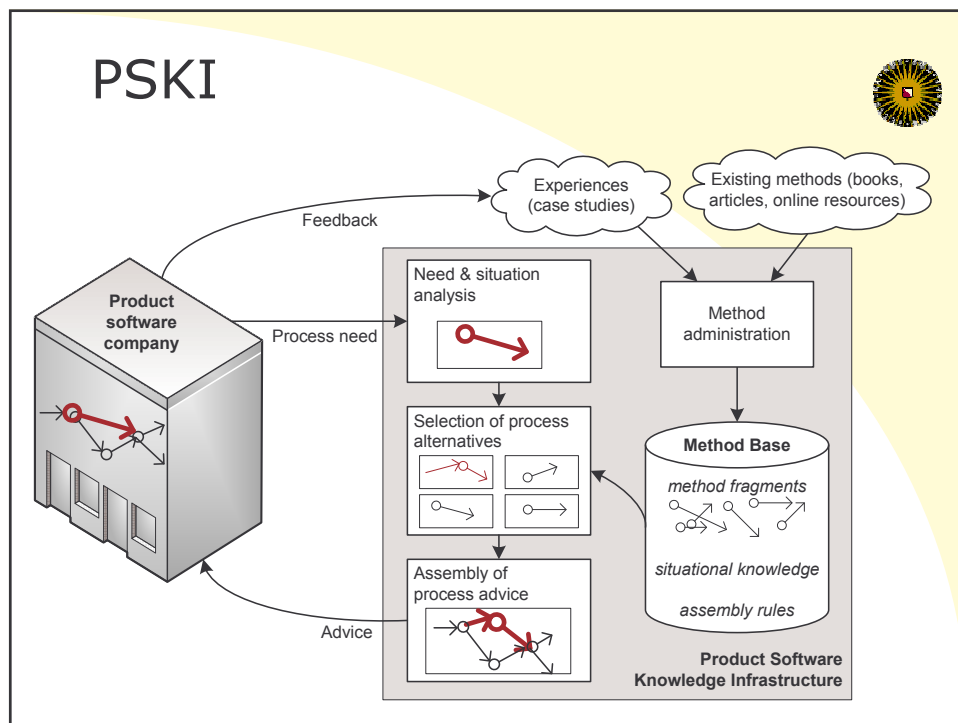 PSKI
Experiences
(case studies)
Existing methods (books,
articles, online resources)
Feedback
Product
software
company
Process need
Need & situation
analysis
Method
administration
Selection of process
alternatives
Method Base
method fragments
situational knowledge
assembly rules
Assembly of
process advice
Advice
Product Software
Knowledge Infrastructure